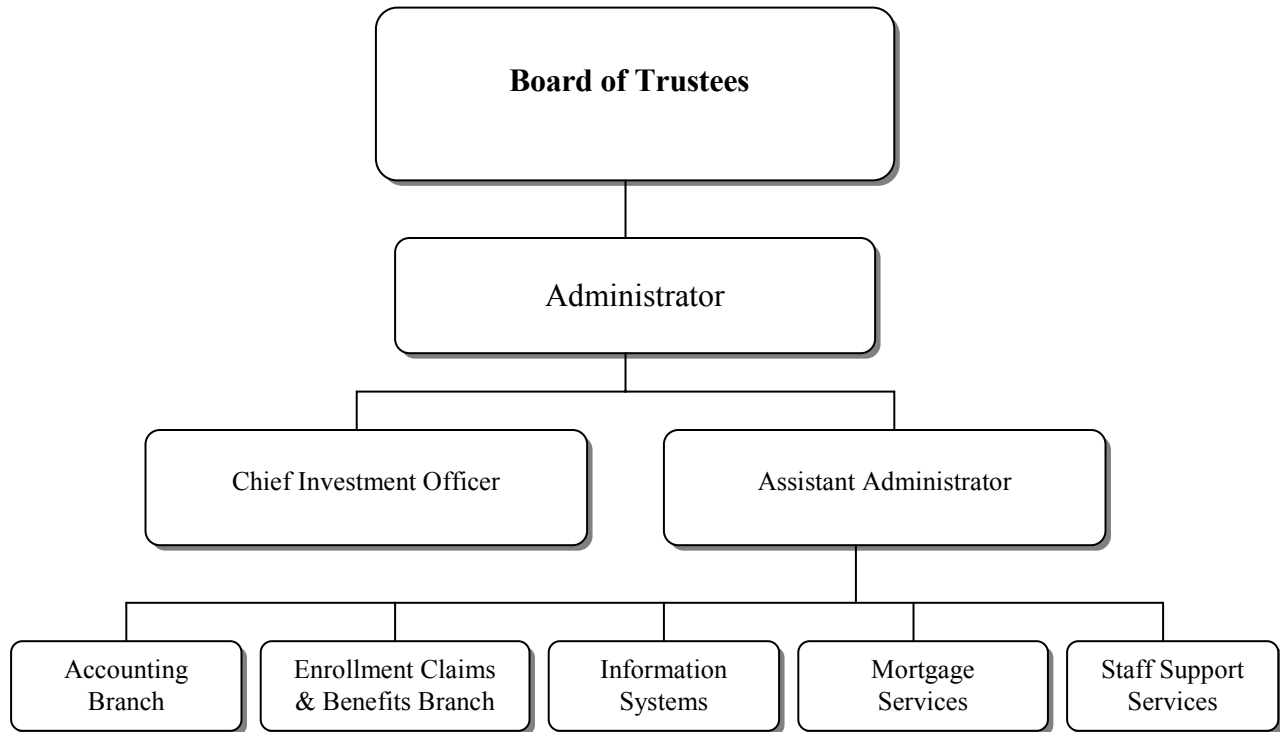 Board of Trustees
Administrator
Chief Investment Officer
Assistant Administrator
Accounting
Branch
Enrollment Claims
& Benefits Branch
Information
Systems
Mortgage
Services
Staff Support
Services